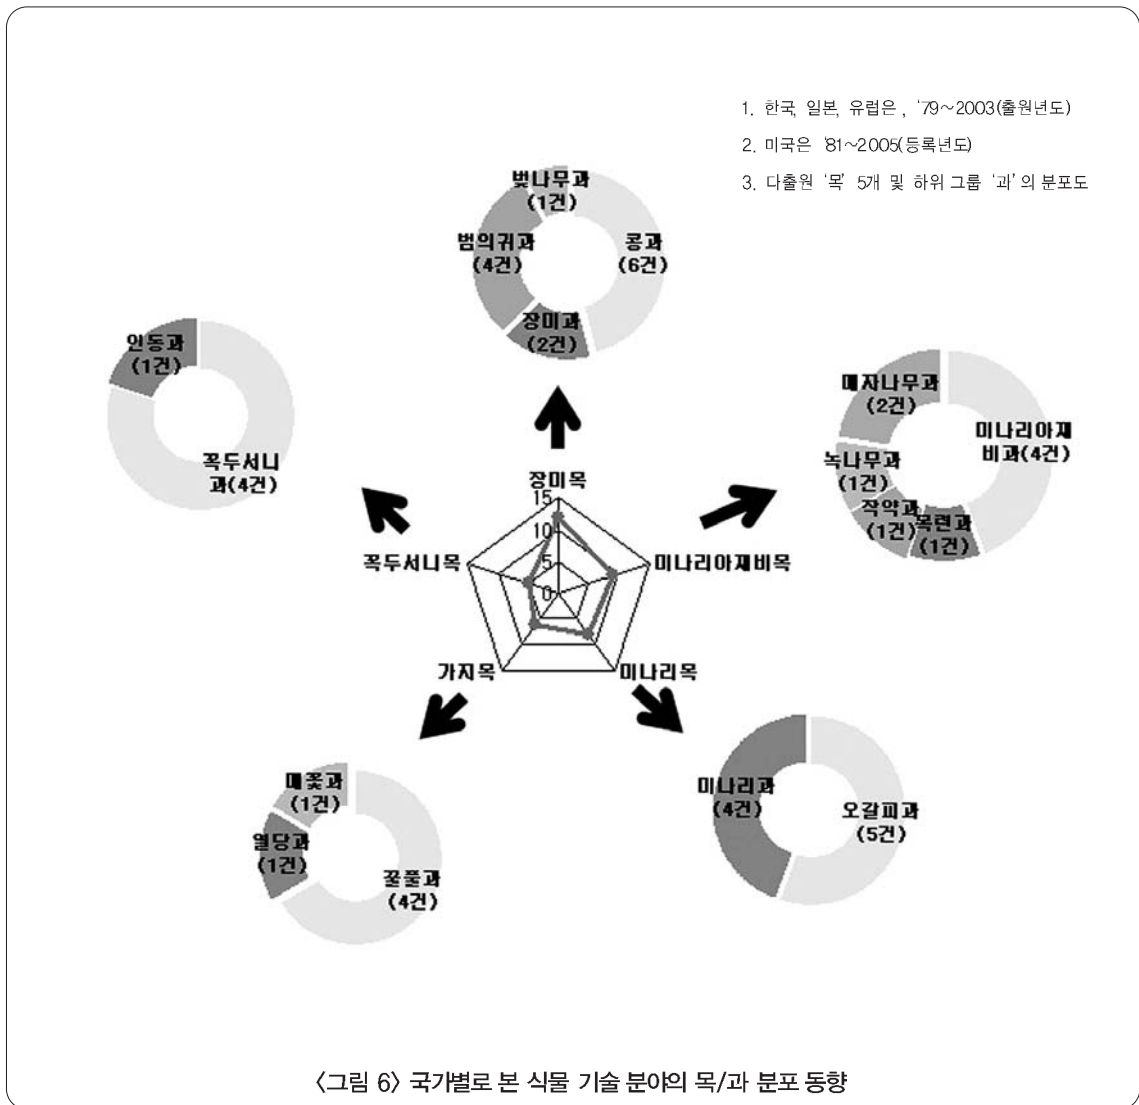 1. 한국, 일본, 유럽은, '79~2003(출원년도)
2. 미국은 '81~2005(등록년도)
3. 다출원 '목' 5개 및 하위 그룹 '과'의 분포도
벚나무과
(1건)
범의귀과
(4건)
콩과
(6건)
장미과
(2건)
인동과
(1건)
꼭두서니
과(4건)
매자나무과
(2건)
미나리아재
비과(4건)
녹나무과
(1건)
작약과
(1건)
목련과
(1건)
장미목
15
10
5
0
꼭두서니목
미나리아재비목
가지목
미나리목
메꽃과
(1건)
열당과
(1건)
꿀풀과
(4건)
미나리과
(4건)
오갈피과
(5건)
〈그림 6〉 국가별로 본 식물 기술 분야의 목/과 분포 동향